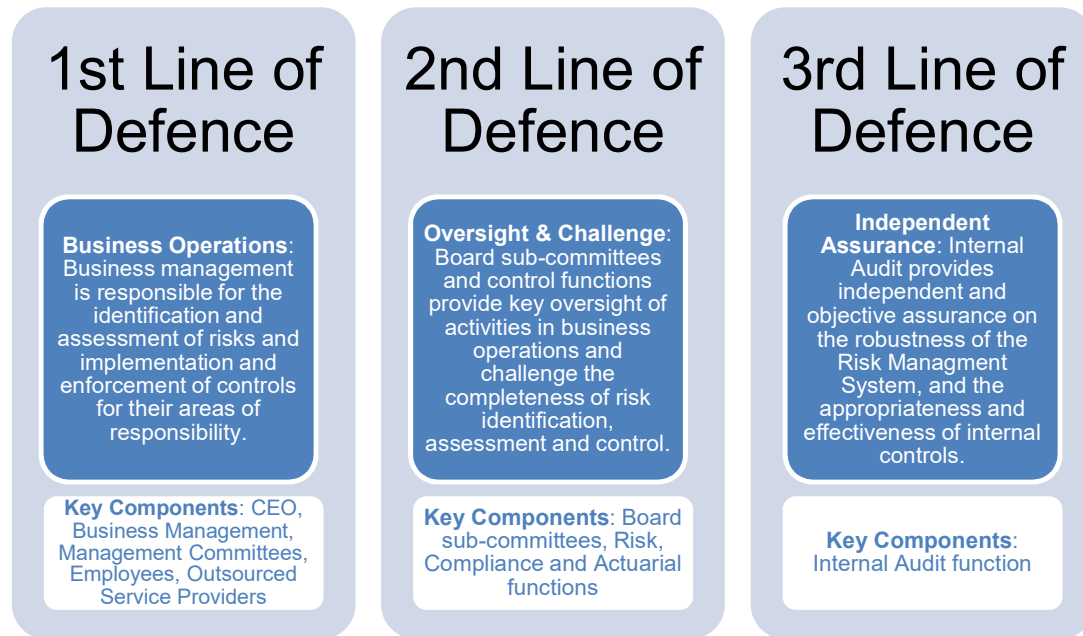 1st Line of
Defence
Business Operations:
Business management
is responsible for the
identification and
assessment of risks and
implementation and
enforcement of controls
for their areas of
responsibility.
Key Components: CEO,
Business Management,
Management Committees,
Employees, Outsourced
Service Providers
2nd Line of
Defence
Oversight & Challenge:
Board sub-committees
and control functions
provide key oversight of
activities in business
operations and
challenge the
completeness of risk
identification,
assessment and control.
Key Components: Board
sub-committees, Risk,
Compliance and Actuarial
functions
3rd Line of
Defence
Independent
Assurance: Internal
Audit provides
independent and
objective assurance on
the robustness of the
Risk Managment
System, and the
appropriateness and
effectiveness of internal
controls.
Key Components:
Internal Audit function